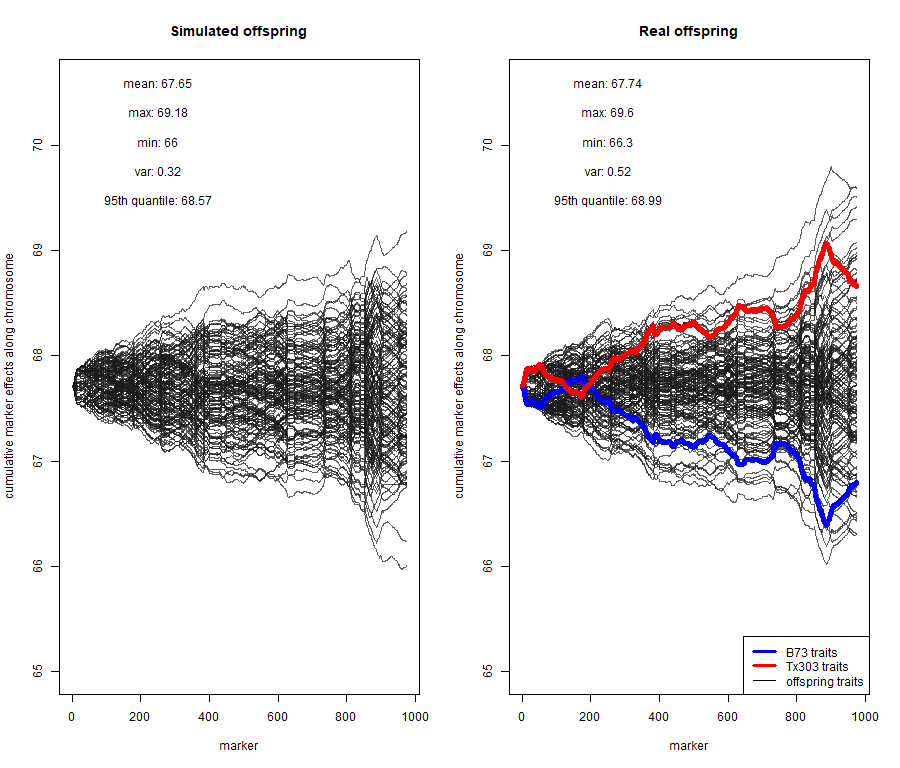 Simulated offspring
mean: 67.65
max: 69.18
min: 66
var: 0.32
95th quantile: 68.57
cumulative marker effects along chromosome
70
69
68
67
66
65
0 200 400 600 800 1000
marker
Real offspring
mean: 67.74
max: 69.6
min: 66.3
var: 0.52
95th quantile: 68.99
cumulative marker effects along chromosome
70
69
68
67
66
65
B73 traits
Tx303 traits
offspring traits
0 200 400 600 800 1000
marker